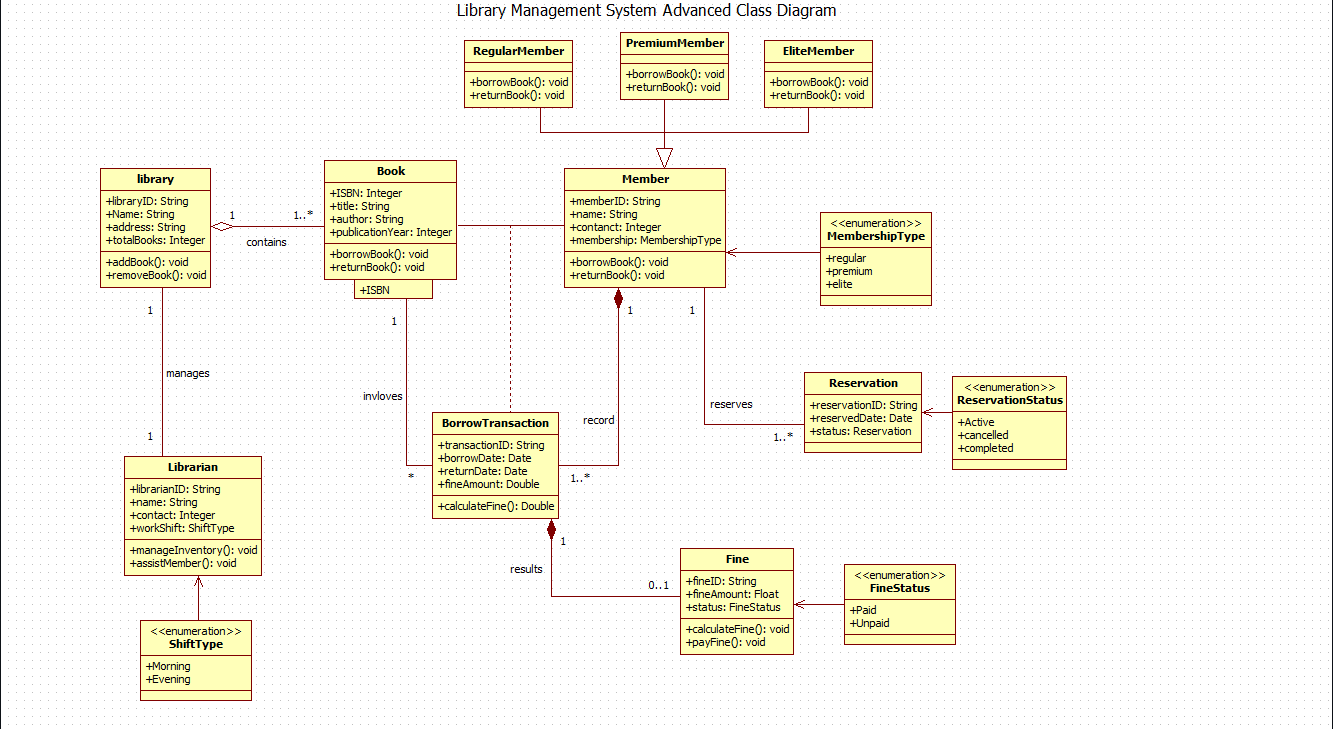 Library Management System Advanced Class Diagram
RegularMember
+borrowBook(): void
+returnBook(): void
PremiumMember
+borrowBook(): void
+returnBook(): void
EliteMember
+borrowBook(): void
+returnBook(): void
library
+libraryID: String
+Name: String
+address: String
+totalBooks: Integer
+addBook(): void
+removeBook(): void
1
1..*
contains
Book
+ISBN: Integer
+title: String
+author: String
+publicationYear: Integer
+borrowBook(): void
+returnBook(): void
+ISBN
Member
+memberID: String
+name: String
+contanct: Integer
+membership: MembershipType
+borrowBook(): void
+returnBook(): void
<<enumeration>>
MembershipType
+regular
+premium
+elite
1
manages
1
1
invloves
*
1
record
1..*
1
reserves
1..*
Reservation
+reservationID: String
+reservedDate: Date
+status: Reservation
<<enumeration>>
ReservationStatus
+Active
+cancelled
+completed
BorrowTransaction
+transactionID: String
+borrowDate: Date
+returnDate: Date
+fineAmount: Double
+calculateFine(): Double
Librarian
+librarianID: String
+name: String
+contact: Integer
+workShift: ShiftType
+manageInventory(): void
+assistMember(): void
1
results
0..1
Fine
+fineID: String
+fineAmount: Float
+status: FineStatus
+calculateFine(): void
+payFine(): void
<<enumeration>>
FineStatus
+Paid
+Unpaid
<<enumeration>>
ShiftType
+Morning
+Evening